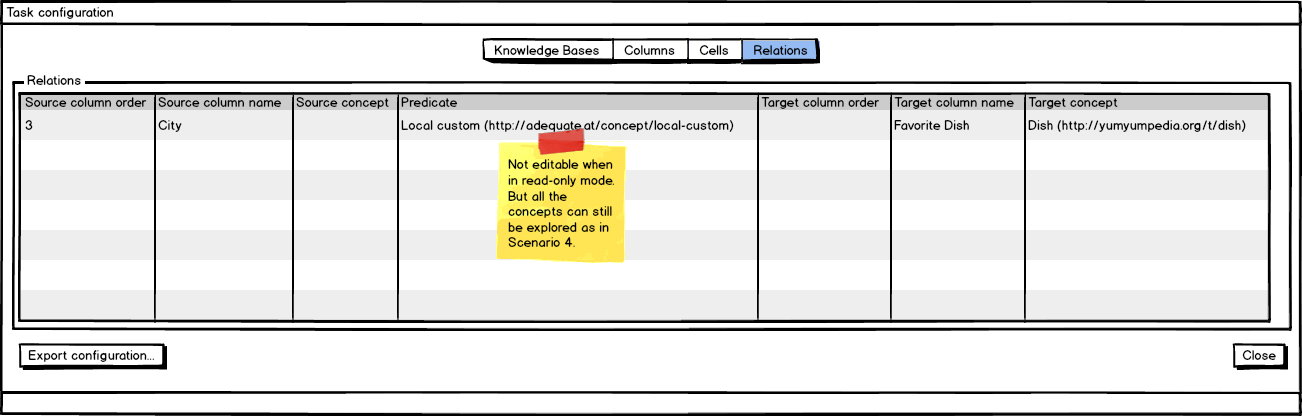 Task configuration
Knowledge Bases Columns Cells Relations
Relations
Source column order Source column name Source concept Predicate Target column order Target column name Target concept
3 City Local custom (http://adequate.at/concept/local-custom) Favorite Dish Dish (http://yumyumpedia.org/t/dish)
Not editable when
in read-only mode.
But all the
concepts can still
be explored as in
Scenario 4.
Export configuration... Close